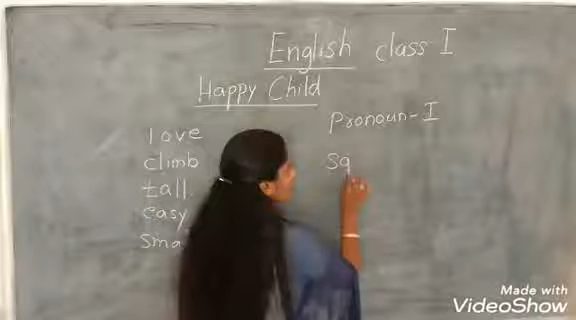 English class I
Happy Child
love
climb
tall
easy
Pronoun - I
Made with
VideoShow